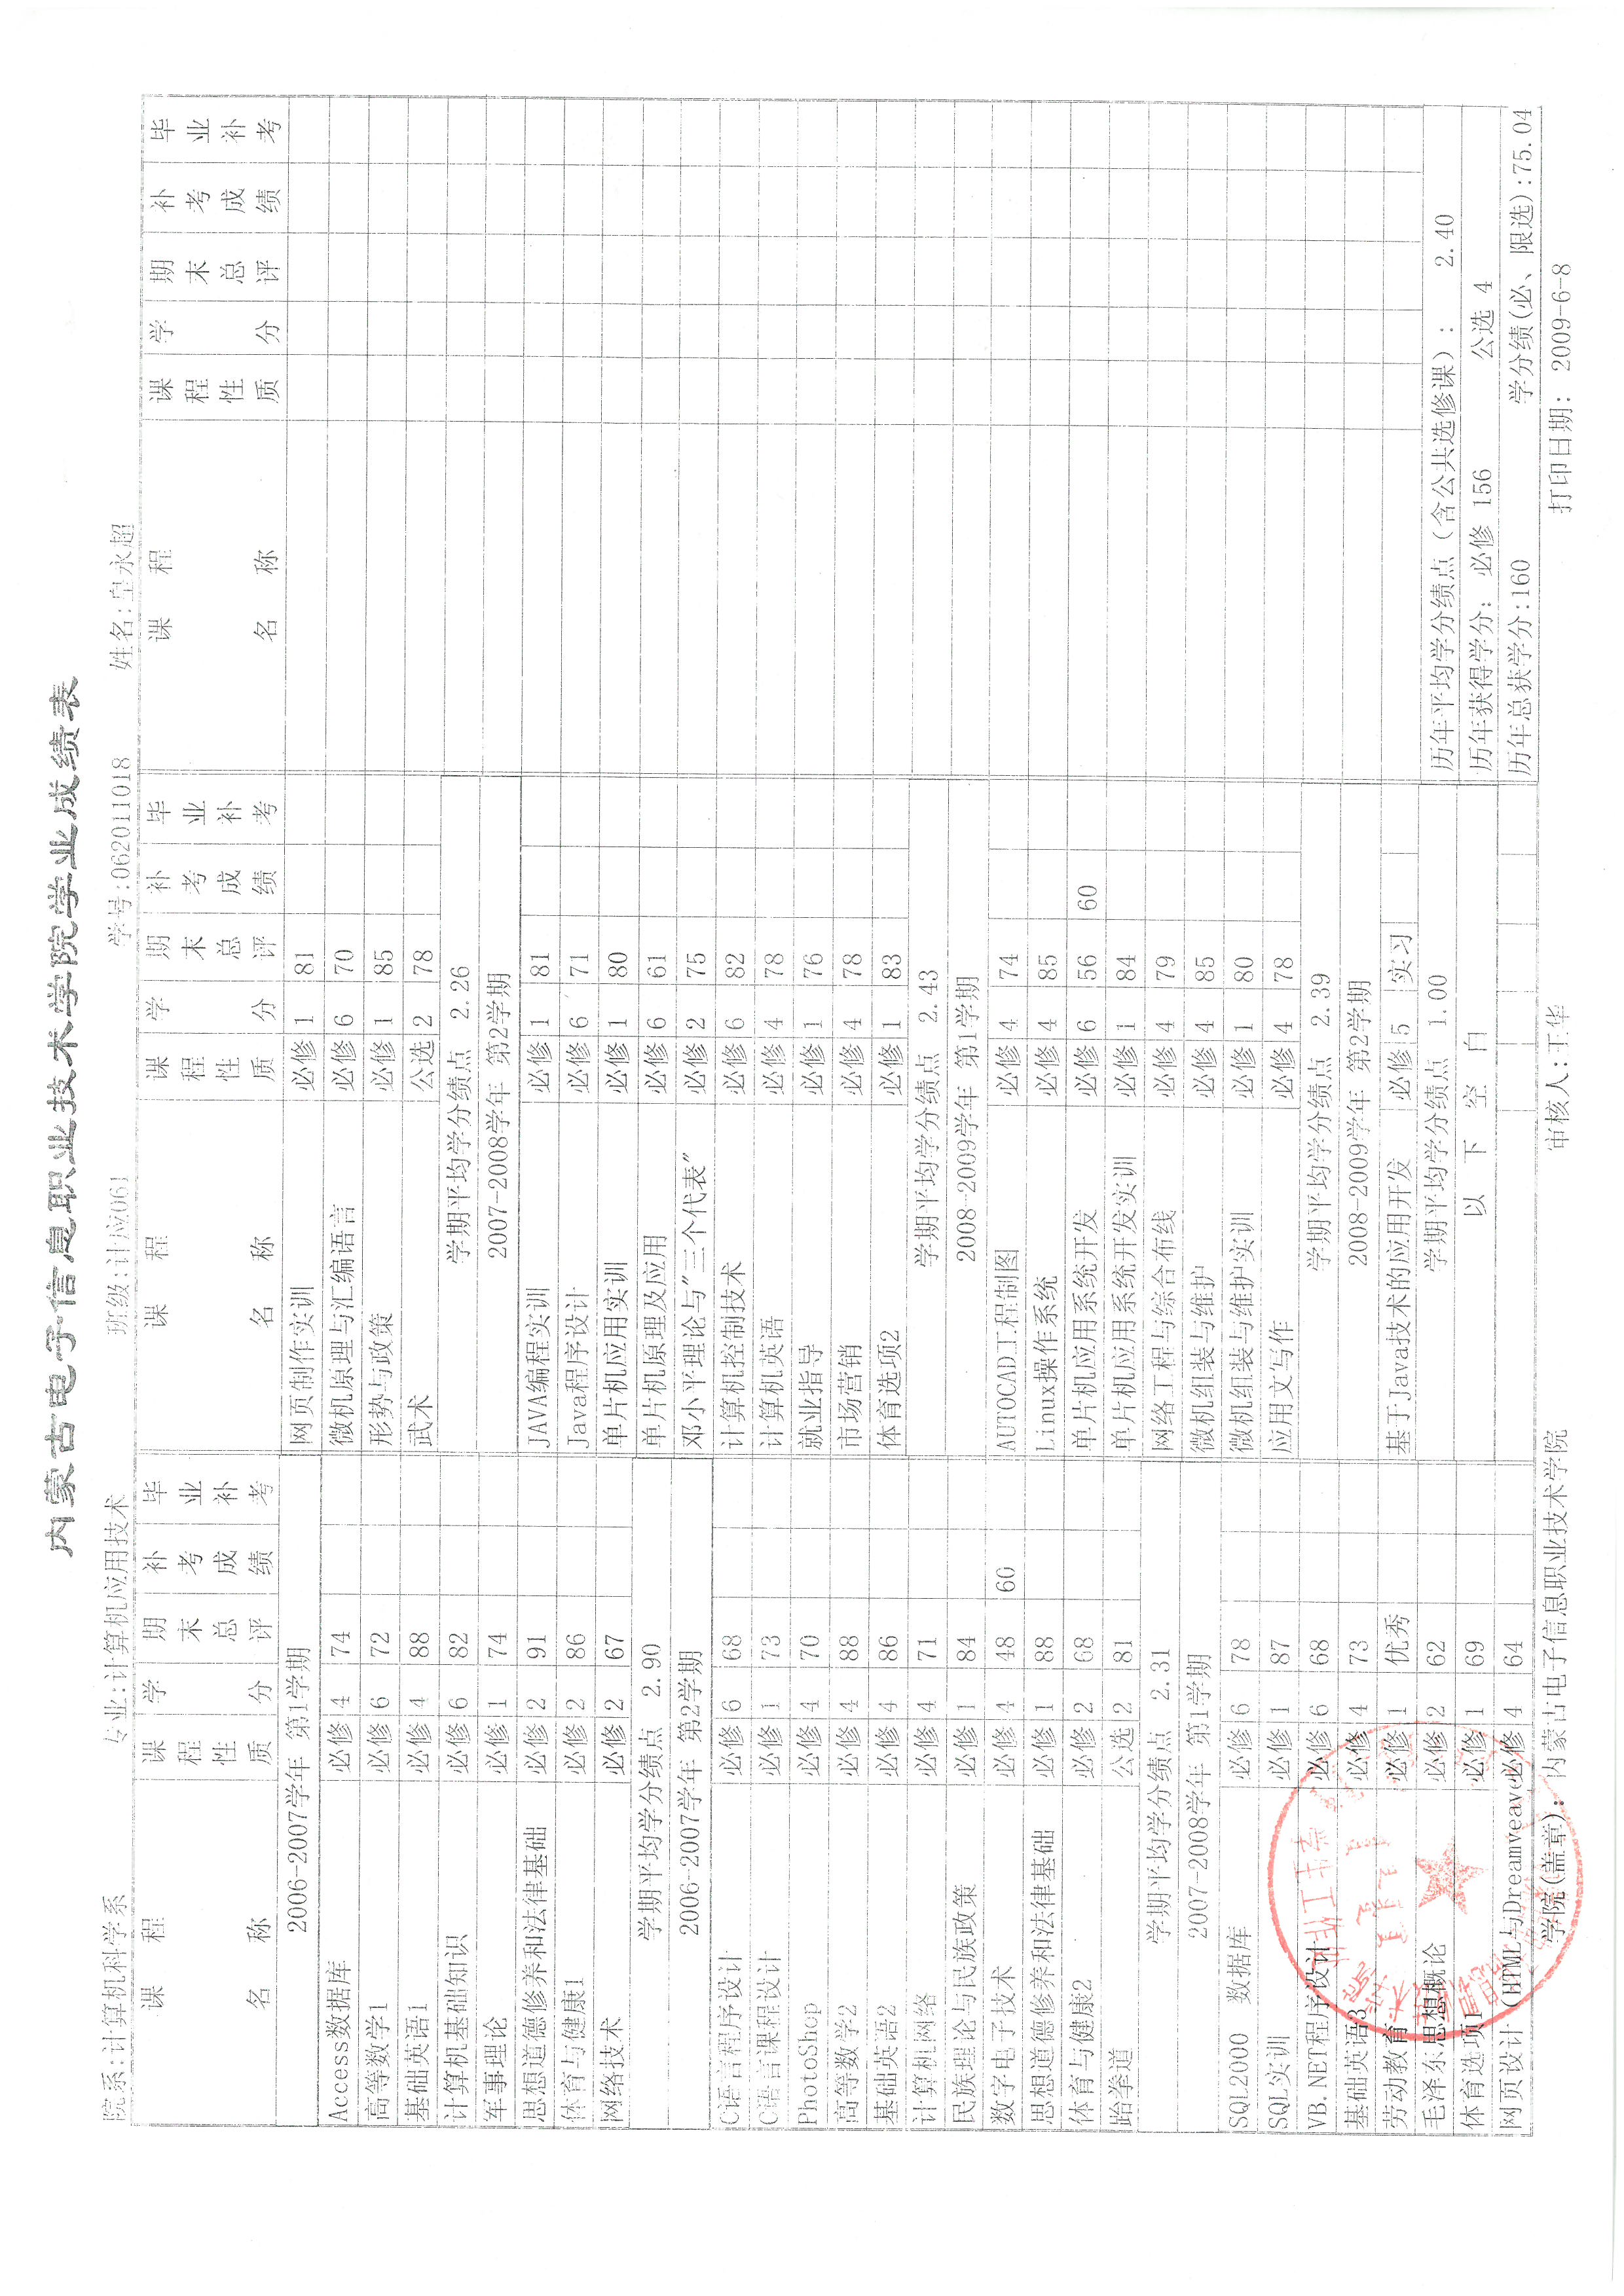 内蒙古电子信息职业技术学院学业成绩表
院系:计算机科学系 专业:计算机应用技术 班级:计应061 学号:062011018 姓名:皇永超
课程名称 课程性质 学分 期末总评 补考成绩 毕业补考
2006-2007学年 第1学期
Access数据库 必修 4 74
高等数学1 必修 6 72
基础英语1 必修 4 88
计算机基础知识 必修 6 82
军事理论 必修 1 74
思想道德修养和法律基础 必修 2 91
体育与健康1 必修 2 86
网络技术 必修 2 67
学期平均学分绩点 2.90
2006-2007学年 第2学期
C语言程序设计 必修 6 68
C语言课程设计 必修 1 73
PhotoShop 必修 4 70
高等数学2 必修 4 88
基础英语2 必修 4 86
计算机网络 必修 4 71
民族理论与民族政策 必修 1 84
数字电子技术 必修 4 48 60
思想道德修养和法律基础 必修 1 88
体育与健康2 必修 2 68
跆拳道 公选 2 81
学期平均学分绩点 2.31
2007-2008学年 第1学期
SQL2000 数据库 必修 6 78
SQL实训 必修 1 87
VB.NET程序设计 必修 6 68
基础英语3 必修 4 73
劳动教育 必修 1 优秀
毛泽东思想概论 必修 2 62
体育选项1 必修 1 69
网页设计(HTML与Dreamveave 必修 4 64
课程名称 课程性质 学分 期末总评 补考成绩 毕业补考
网页制作实训 必修 1 81
微机原理与汇编语言 必修 6 70
形势与政策 必修 1 85
武术 公选 2 78
学期平均学分绩点 2.26
2007-2008学年 第2学期
JAVA编程实训 必修 1 81
Java程序设计 必修 6 71
单片机应用实训 必修 1 80
单片机原理及应用 必修 6 61
邓小平理论与"三个代表" 必修 2 75
计算机控制技术 必修 6 82
计算机英语 必修 4 78
就业指导 必修 1 76
市场营销 必修 4 78
体育选项2 必修 1 83
学期平均学分绩点 2.43
2008-2009学年 第1学期
AUTOCAD工程制图 必修 4 74
Linux操作系统 必修 4 85
单片机应用系统开发 必修 6 56 60
单片机应用系统开发实训 必修 1 84
网络工程与综合布线 必修 4 79
微机组装与维护 必修 4 85
微机组装与维护实训 必修 1 80
应用文写作 必修 4 78
学期平均学分绩点 2.39
2008-2009学年 第2学期
基于Java技术的应用开发 必修 5 实习
学期平均学分绩点 1.00
以下空白
课程名称 课程性质 学分 期末总评 补考成绩 毕业补考
历年平均学分绩点(含公共选修课): 2.40
历年获得学分: 必修 156 公选 4
历年总获学分:160 学分绩(必、限选):75.04
学院(盖章): 内蒙古电子信息职业技术学院 审核人:王华 打印日期: 2009-6-8
学生工作处